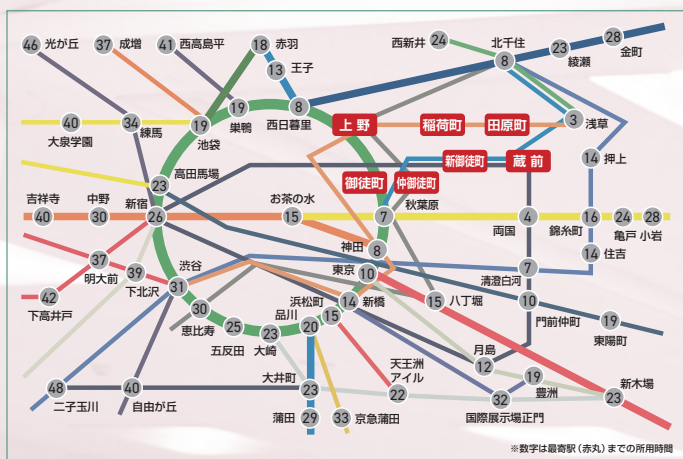 46 光が丘
37 成増
41 西高島平
18 赤羽
13 王子
西新井 24
北千住 8
23 綾瀬
28 金町
40 大泉学園
34 練馬
19 池袋
19 巣鴨
8 西日暮里
上野
稲荷町
田原町
3 浅草
高田馬場 23
新御徒町
蔵前
14 押上
御徒町
仲御徒町
吉祥寺 40
中野 30
新宿 26
お茶の水 15
秋葉原 7
両国 4
錦糸町 16
亀戸 24
小岩 28
神田 8
東京 10
14 住吉
37 明大前
39 下北沢
渋谷 31
清澄白河 7
42 下高井戸
30 恵比寿
浜松町 15
14 新橋
15 八丁堀
10 門前仲町
19 東陽町
25 五反田
23 大崎
品川 20
月島 12
天王洲
アイル 22
大井町 23
19 豊洲
新木場 23
48 二子玉川
40 自由が丘
蒲田 29
33 京急蒲田
32 国際展示場正門
※数字は最寄駅（赤丸）までの所用時間